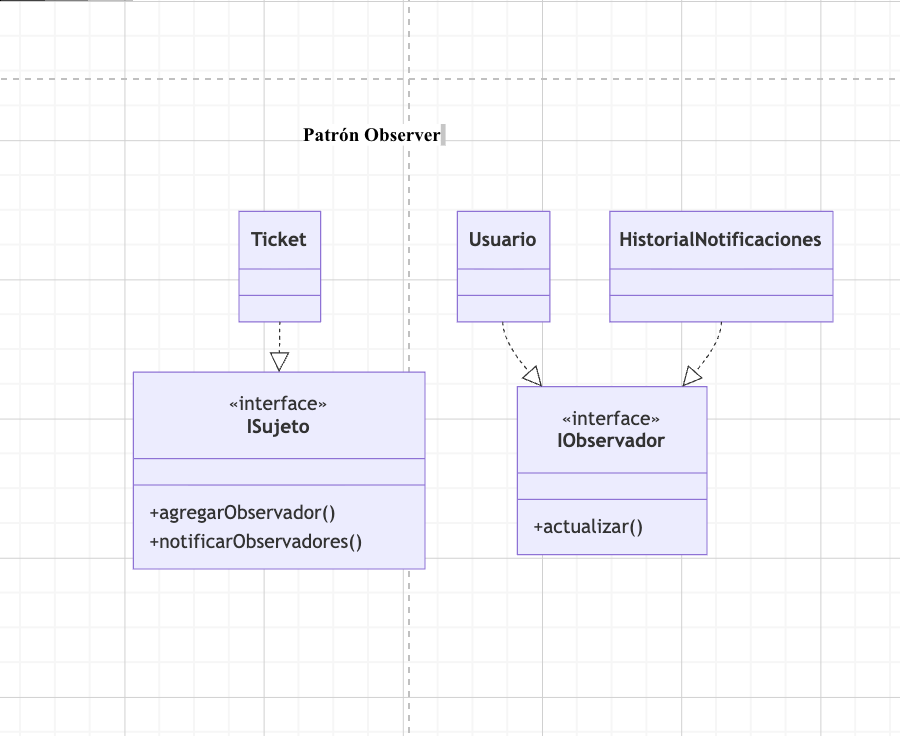 Patrón Observer
Ticket
Usuario
HistorialNotificaciones
«interface»
ISujeto
+agregarObservador()
+notificarObservadores()
«interface»
IObservador
+actualizar()